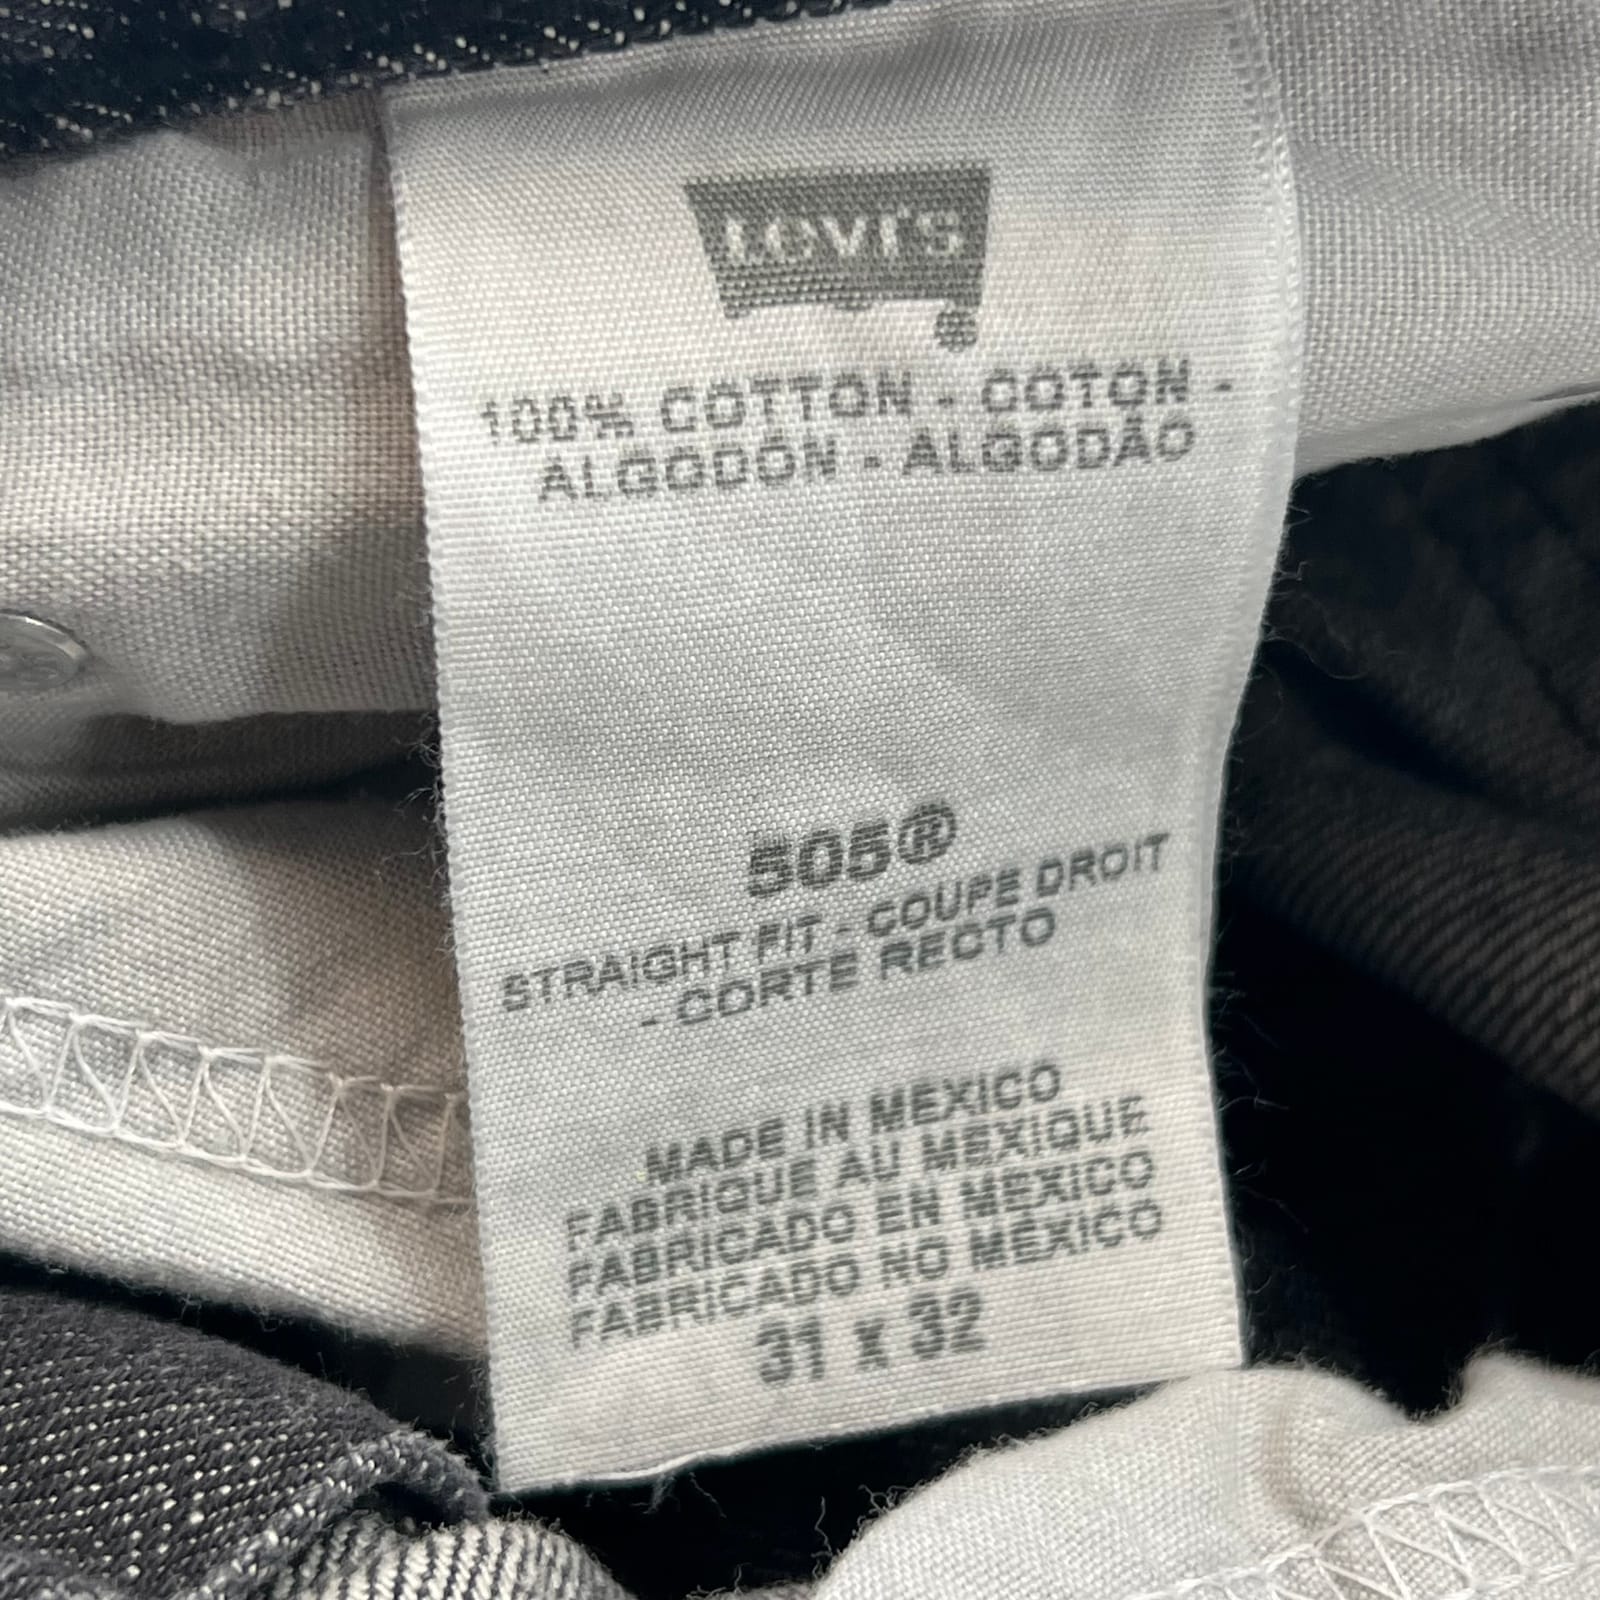 Levi's
100% COTTON - COTON -
ALGODÓN - ALGODÃO
505®
STRAIGHT FIT - COUPE DROIT
- CORTE RECTO
MADE IN MEXICO
FABRIQUE AU MEXIQUE
FABRICADO EN MEXICO
FABRICADO NO MÉXICO
31 x 32